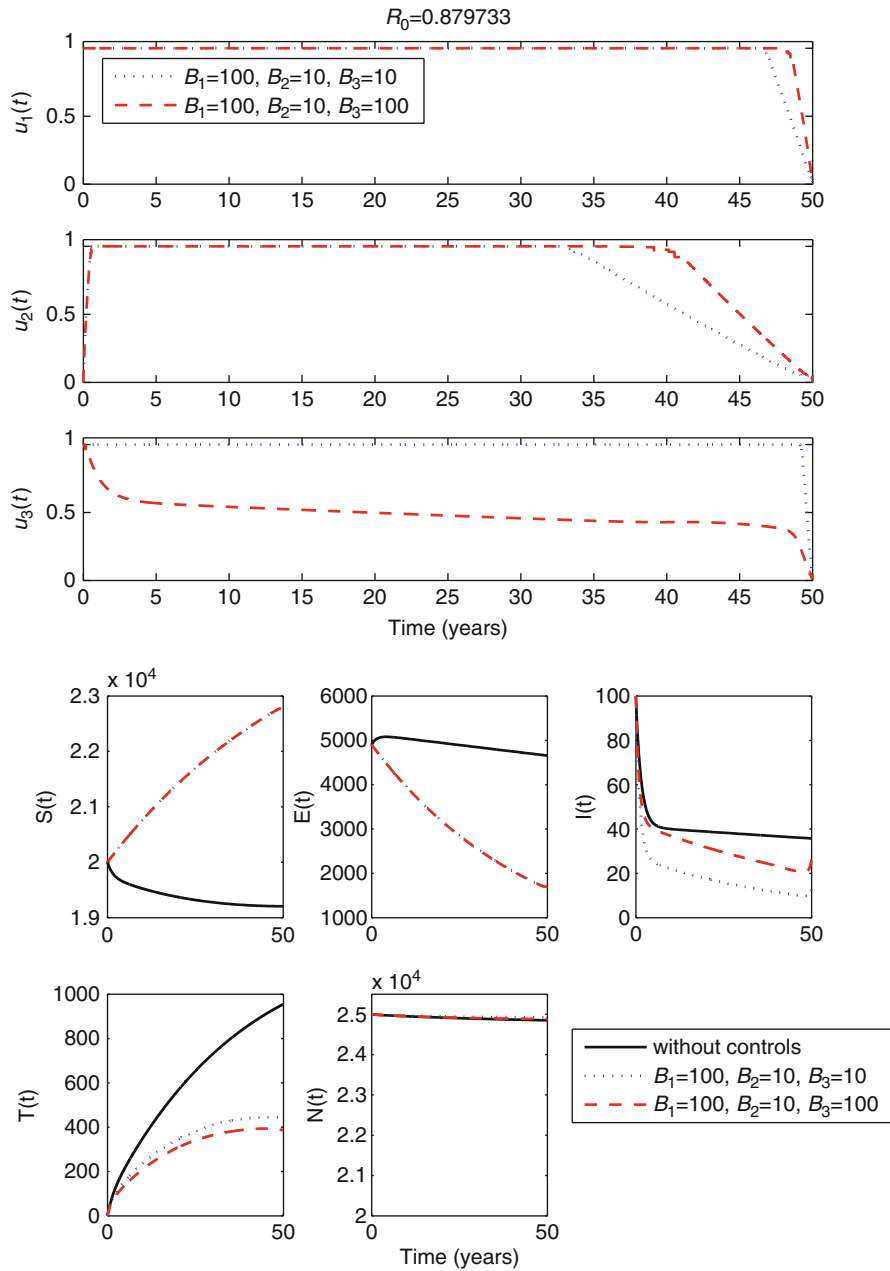 R₀=0.879733
u₁(t)
1
0.5
0
B₁=100, B₂=10, B₃=10
B₁=100, B₂=10, B₃=100
0 5 10 15 20 25 30 35 40 45 50
u₂(t)
1
0.5
0
0 5 10 15 20 25 30 35 40 45 50
u₃(t)
1
0.5
0
0 5 10 15 20 25 30 35 40 45 50
Time (years)
x 10⁴
S(t)
2.3
2.2
2.1
2
1.9
0 50
E(t)
6000
5000
4000
3000
2000
1000
0 50
I(t)
100
80
60
40
20
0
0 50
T(t)
1000
800
600
400
200
0
0 50
x 10⁴
N(t)
2.5
2.4
2.3
2.2
2.1
2
0 50
Time (years)
without controls
B₁=100, B₂=10, B₃=10
B₁=100, B₂=10, B₃=100